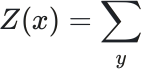 Z(x) = ∑_y